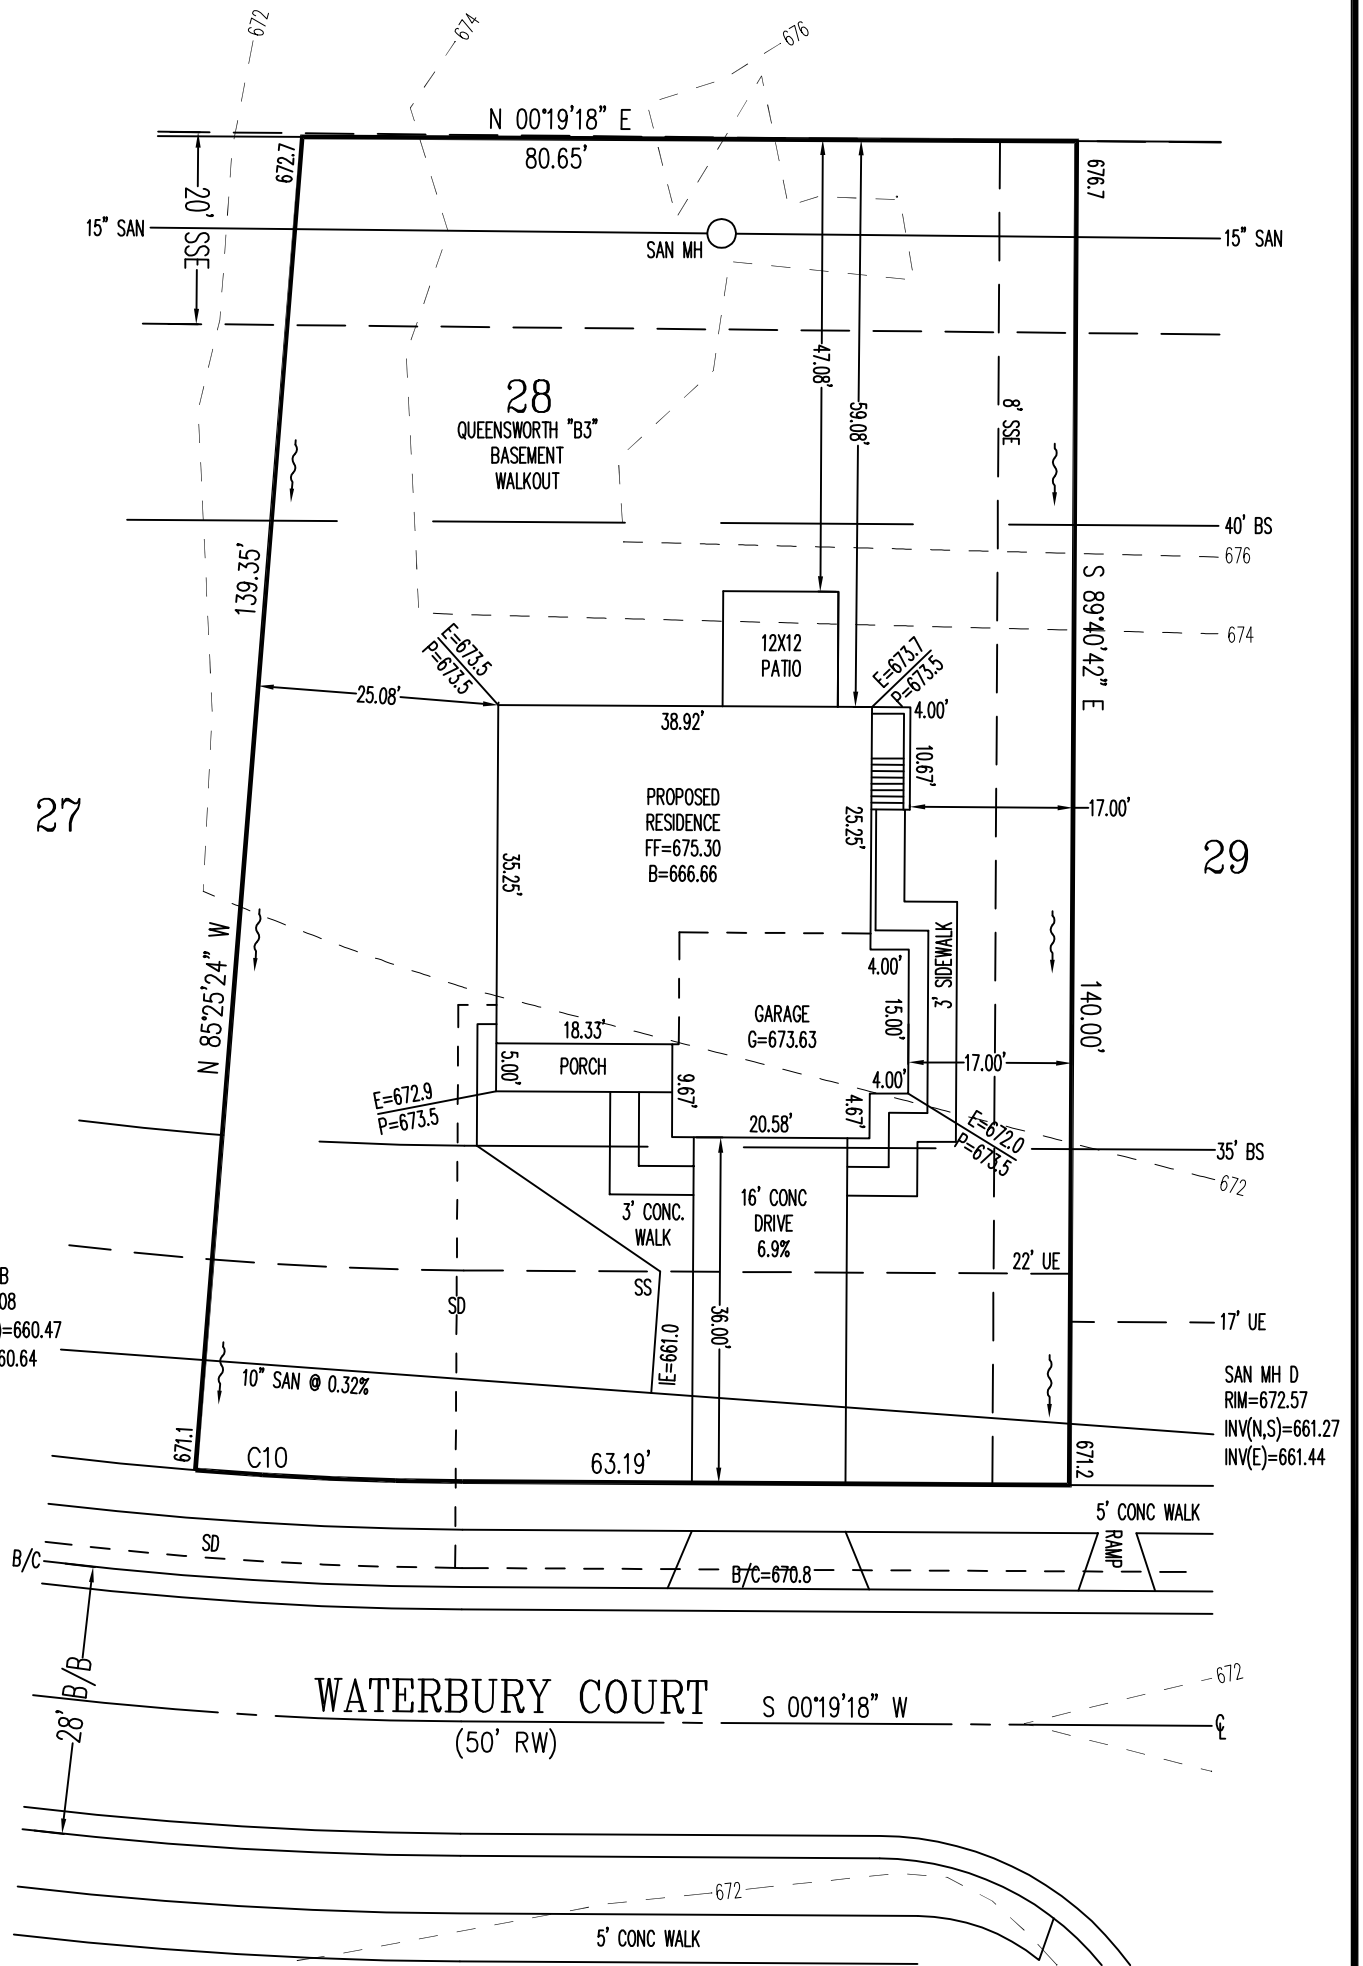 672
674
676
N 00°19'18" E
80.65'
672.7
676.7
20' SSE
15" SAN
SAN MH
15" SAN
47.08'
59.08'
8' SSE
28
QUEENSWORTH "B3"
BASEMENT
WALKOUT
40' BS
676
139.35'
S 89°40'42" E
674
12X12
PATIO
E=673.5
P=673.5
E=673.7
P=673.5
25.08'
38.92'
4.00'
10.67'
17.00'
27
PROPOSED
RESIDENCE
FF=675.30
B=666.66
25.25'
35.25'
29
N 85°25'24" W
3' SIDEWALK
4.00'
GARAGE
G=673.63
15.00'
140.00'
18.33'
5.00'
PORCH
17.00'
4.00'
9.67'
4.67'
E=672.9
P=673.5
20.58'
E=672.0
P=673.5
35' BS
672
3' CONC.
WALK
16' CONC
DRIVE
6.9%
22' UE
SS
SD
B
08
)=660.47
60.64
36.00'
IE=661.0
17' UE
10" SAN @ 0.32%
SAN MH D
RIM=672.57
INV(N,S)=661.27
INV(E)=661.44
671.1
C10
63.19'
671.2
5' CONC WALK
RAMP
SD
B/C
B/C=670.8
28' B/B
WATERBURY COURT
S 00°19'18" W
(50' RW)
672
CL
672
5' CONC WALK